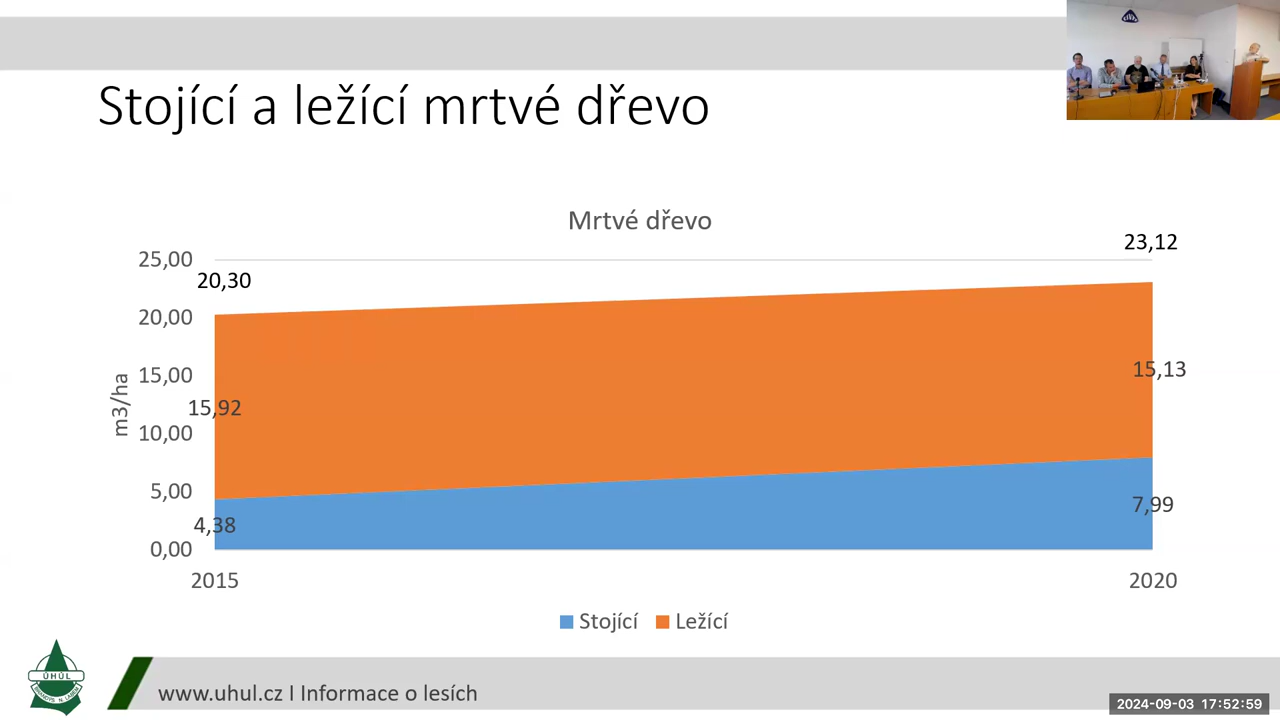 Stojící a ležící mrtvé dřevo
Mrtvé dřevo
25,00
20,00
15,00
10,00
5,00
0,00
m3/ha
20,30
23,12
15,92
15,13
4,38
7,99
2015
2020
Stojící
Ležící
ÚHÚL
www.uhul.cz I Informace o lesích
2024-09-03 17:52:59